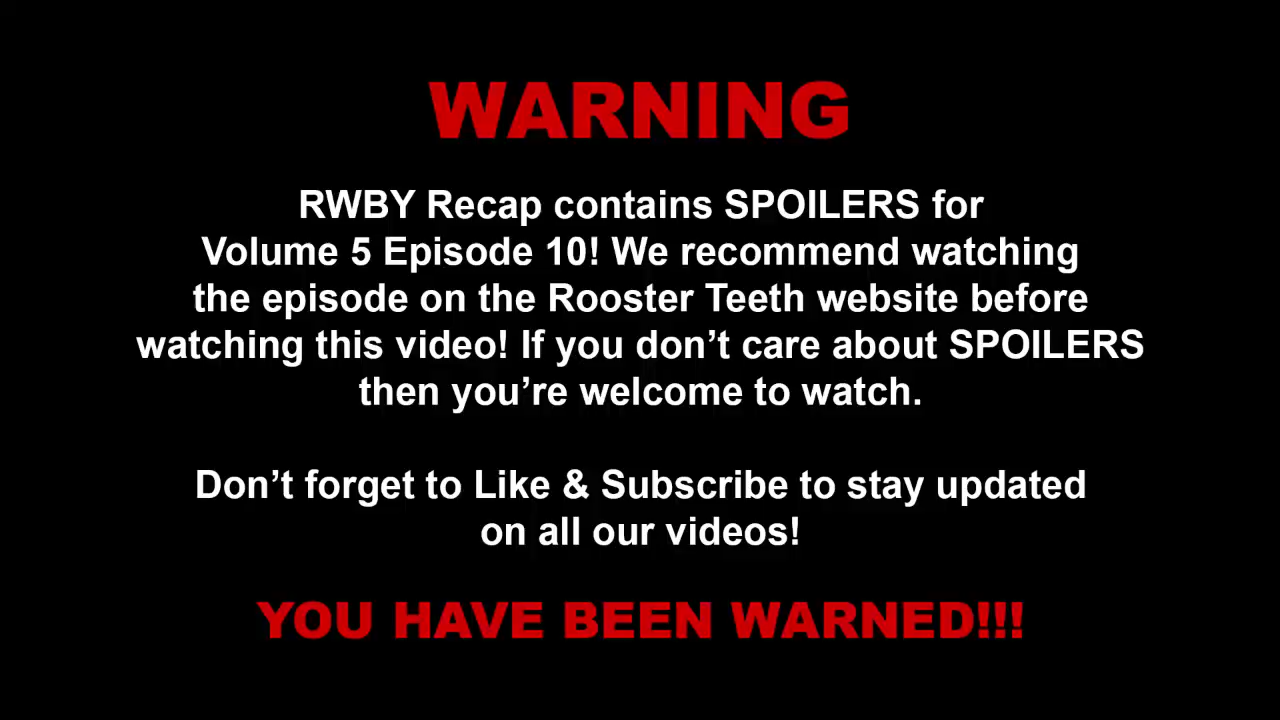 WARNING
RWBY Recap contains SPOILERS for
Volume 5 Episode 10! We recommend watching
the episode on the Rooster Teeth website before
watching this video! If you don’t care about SPOILERS
then you’re welcome to watch.
Don’t forget to Like & Subscribe to stay updated
on all our videos!
YOU HAVE BEEN WARNED!!!